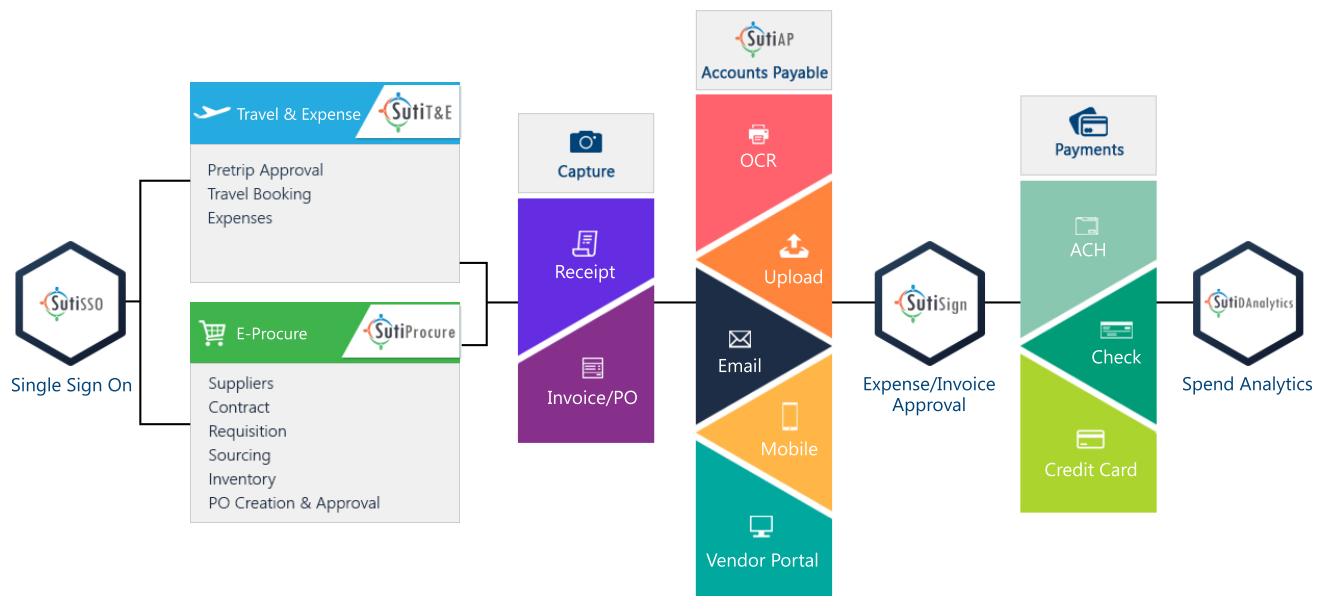 SutiSSO
Single Sign On
Travel & Expense
SutiT&E
Pretrip Approval
Travel Booking
Expenses
E-Procure
SutiProcure
Suppliers
Contract
Requisition
Sourcing
Inventory
PO Creation & Approval
Capture
Receipt
Invoice/PO
SutiAP
Accounts Payable
OCR
Upload
Email
Mobile
Vendor Portal
SutiSign
Expense/Invoice
Approval
Payments
ACH
Check
Credit Card
SutiDAnalytics
Spend Analytics